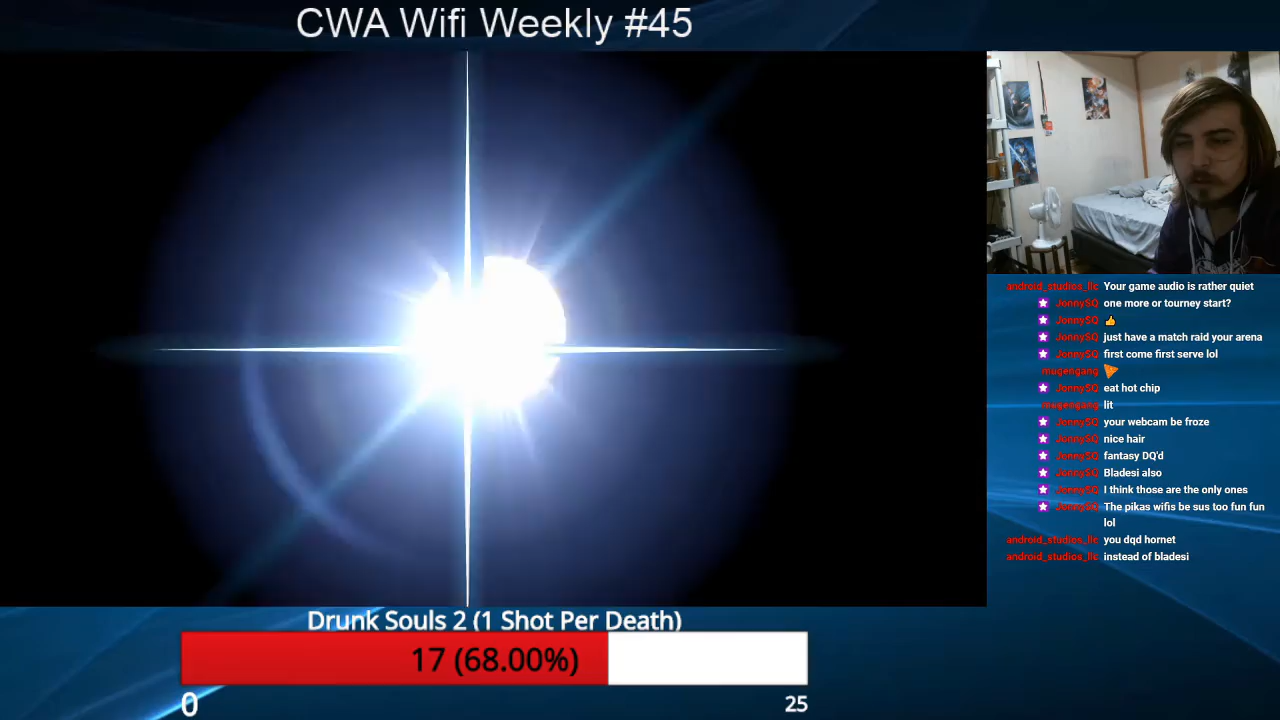 CWA Wifi Weekly #45
android_studios_llc Your game audio is rather quiet
JonnySQ one more or tourney start?
JonnySQ 👍
JonnySQ just have a match raid your arena
JonnySQ first come first serve lol
mugengang 🍕
JonnySQ eat hot chip
mugengang lit
JonnySQ your webcam be froze
JonnySQ nice hair
JonnySQ fantasy DQ'd
JonnySQ Bladesi also
JonnySQ I think those are the only ones
JonnySQ The pikas wifis be sus too fun fun
lol
android_studios_llc you dqd hornet
android_studios_llc instead of bladesi
Drunk Souls 2 (1 Shot Per Death)
17 (68.00%)
0
25